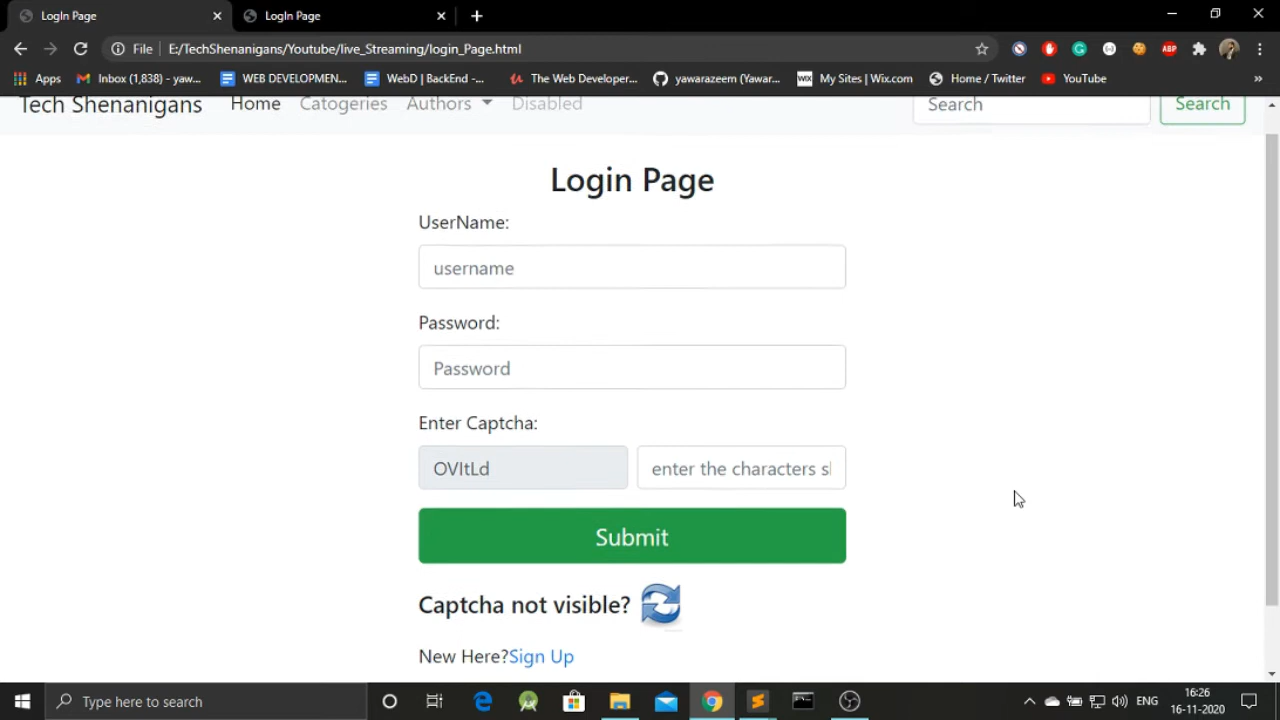 LogIn Page
LogIn Page
File
E:/TechShenanigans/Youtube/live_Streaming/login_Page.html
Apps
Inbox (1,838) - yaw...
WEB DEVELOPMEN...
WebD | BackEnd -...
The Web Developer...
yawarazeem (Yawar...
My Sites | Wix.com
Home / Twitter
YouTube
»
Tech Shenanigans
Home
Catogeries
Authors
Disabled
Search
Search
Login Page
UserName:
username
Password:
Password
Enter Captcha:
OVItLd
enter the characters sl
Submit
Captcha not visible?
New Here?Sign Up
Type here to search
ENG
16:26
16-11-2020
ABP
WIX